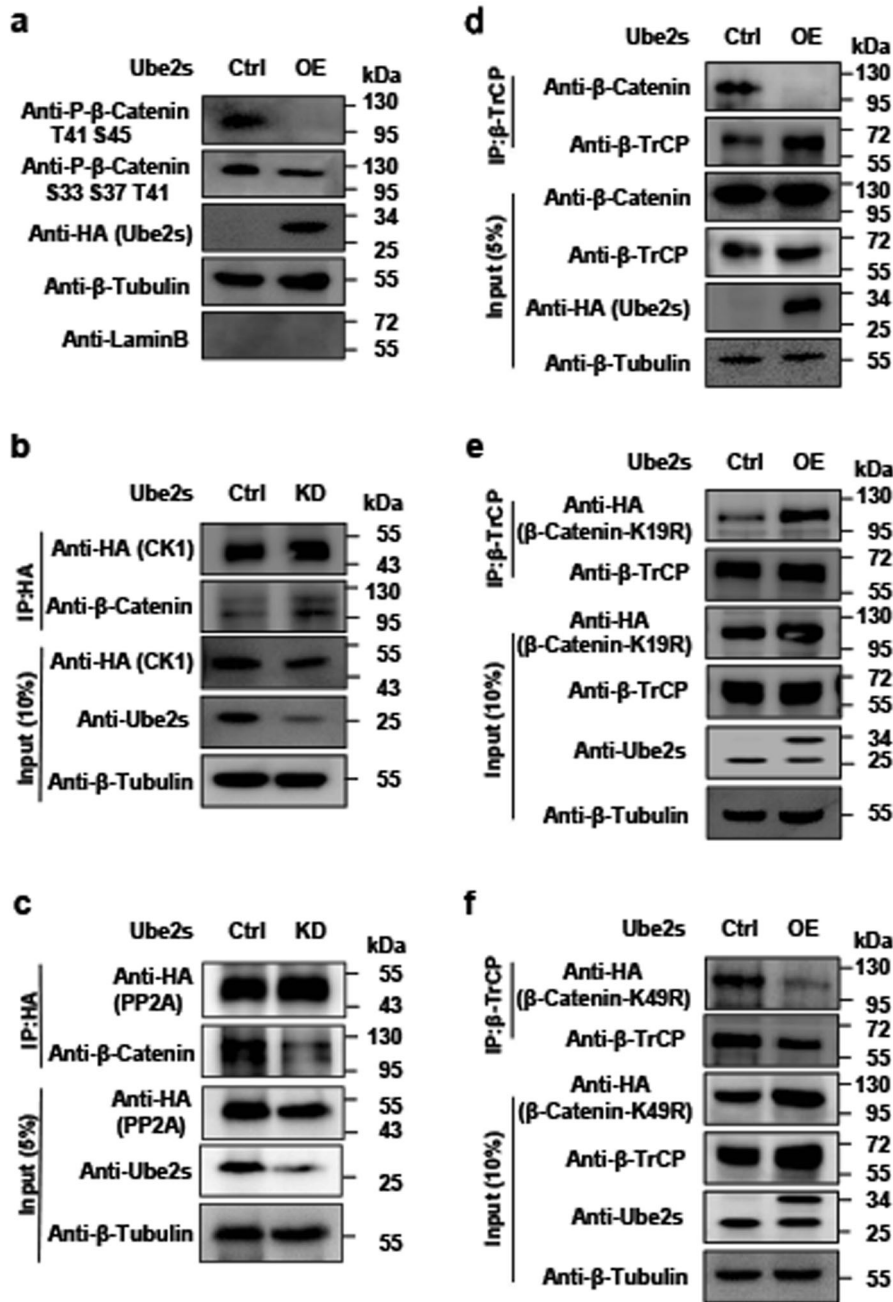 a
Ube2s Ctrl OE kDa
Anti-P-β-Catenin 130
T41 S45 95
Anti-P-β-Catenin 130
S33 S37 T41 95
Anti-HA (Ube2s) 34
25
Anti-β-Tubulin 55
Anti-LaminB 72
55
b
Ube2s Ctrl KD kDa
IP:HA
Anti-HA (CK1) 55
43
Anti-β-Catenin 130
95
Input (10%)
Anti-HA (CK1) 55
43
Anti-Ube2s 25
Anti-β-Tubulin 55
c
Ube2s Ctrl KD kDa
IP:HA
Anti-HA 55
(PP2A) 43
Anti-β-Catenin 130
95
Input (5%)
Anti-HA 55
(PP2A) 43
Anti-Ube2s 25
Anti-β-Tubulin 55
d
Ube2s Ctrl OE kDa
IP:β-TrCP
Anti-β-Catenin 130
95
Anti-β-TrCP 72
55
Input (5%)
Anti-β-Catenin 130
95
Anti-β-TrCP 72
55
Anti-HA (Ube2s) 34
25
Anti-β-Tubulin 55
e
Ube2s Ctrl OE kDa
IP:β-TrCP
Anti-HA 130
(β-Catenin-K19R) 95
Anti-β-TrCP 72
55
Input (10%)
Anti-HA 130
(β-Catenin-K19R) 95
Anti-β-TrCP 72
55
Anti-Ube2s 34
25
Anti-β-Tubulin 55
f
Ube2s Ctrl OE kDa
IP:β-TrCP
Anti-HA 130
(β-Catenin-K49R) 95
Anti-β-TrCP 72
55
Input (10%)
Anti-HA 130
(β-Catenin-K49R) 95
Anti-β-TrCP 72
55
Anti-Ube2s 34
25
Anti-β-Tubulin 55